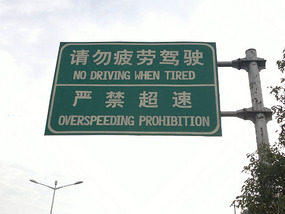 请勿疲劳驾驶
NO DRIVING WHEN TIRED
严禁超速
OVERSPEEDING PROHIBITION